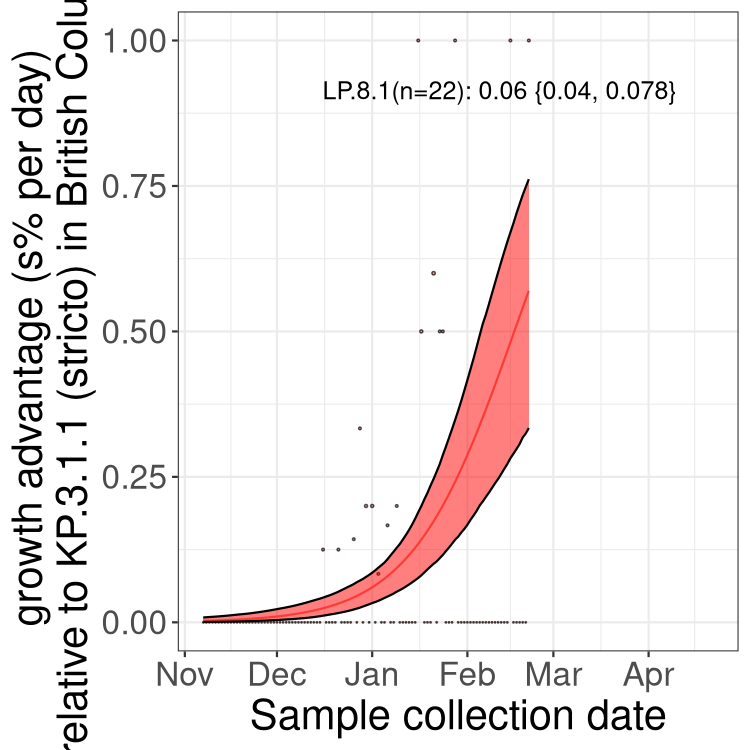 growth advantage (s% per day)
relative to KP.3.1.1 (stricto) in British Colu
1.00
0.75
0.50
0.25
0.00
LP.8.1(n=22): 0.06 {0.04, 0.078}
Nov Dec Jan Feb Mar Apr
Sample collection date